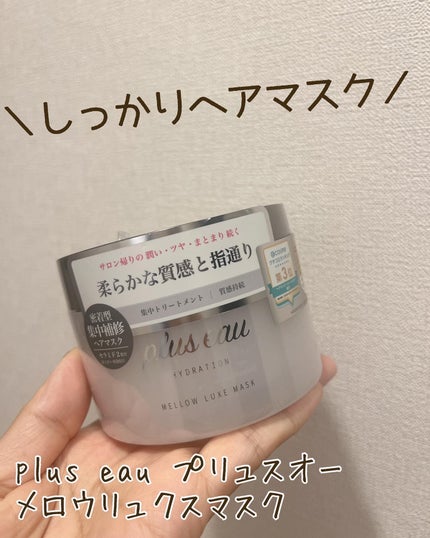 \しっかりヘアマスク/
サロン帰りの潤い・ツヤ・まとまり続く
柔らかな質感と指通り
集中トリートメント | 質感持続
密着型
集中補修
ヘアマスク
plus eau
HYDRATION
MELLOW LUXE MASK
@cosme
第3位
plus eau プリュスオー
メロウリュクスマスク